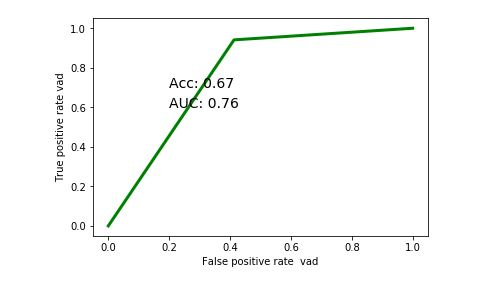 1.0
0.8
0.6
0.4
0.2
0.0
True positive rate vad
Acc: 0.67
AUC: 0.76
0.0 0.2 0.4 0.6 0.8 1.0
False positive rate  vad